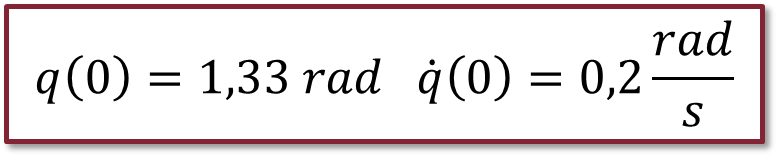 q(0) = 1,33 rad q̇(0) = 0,2 rad/s